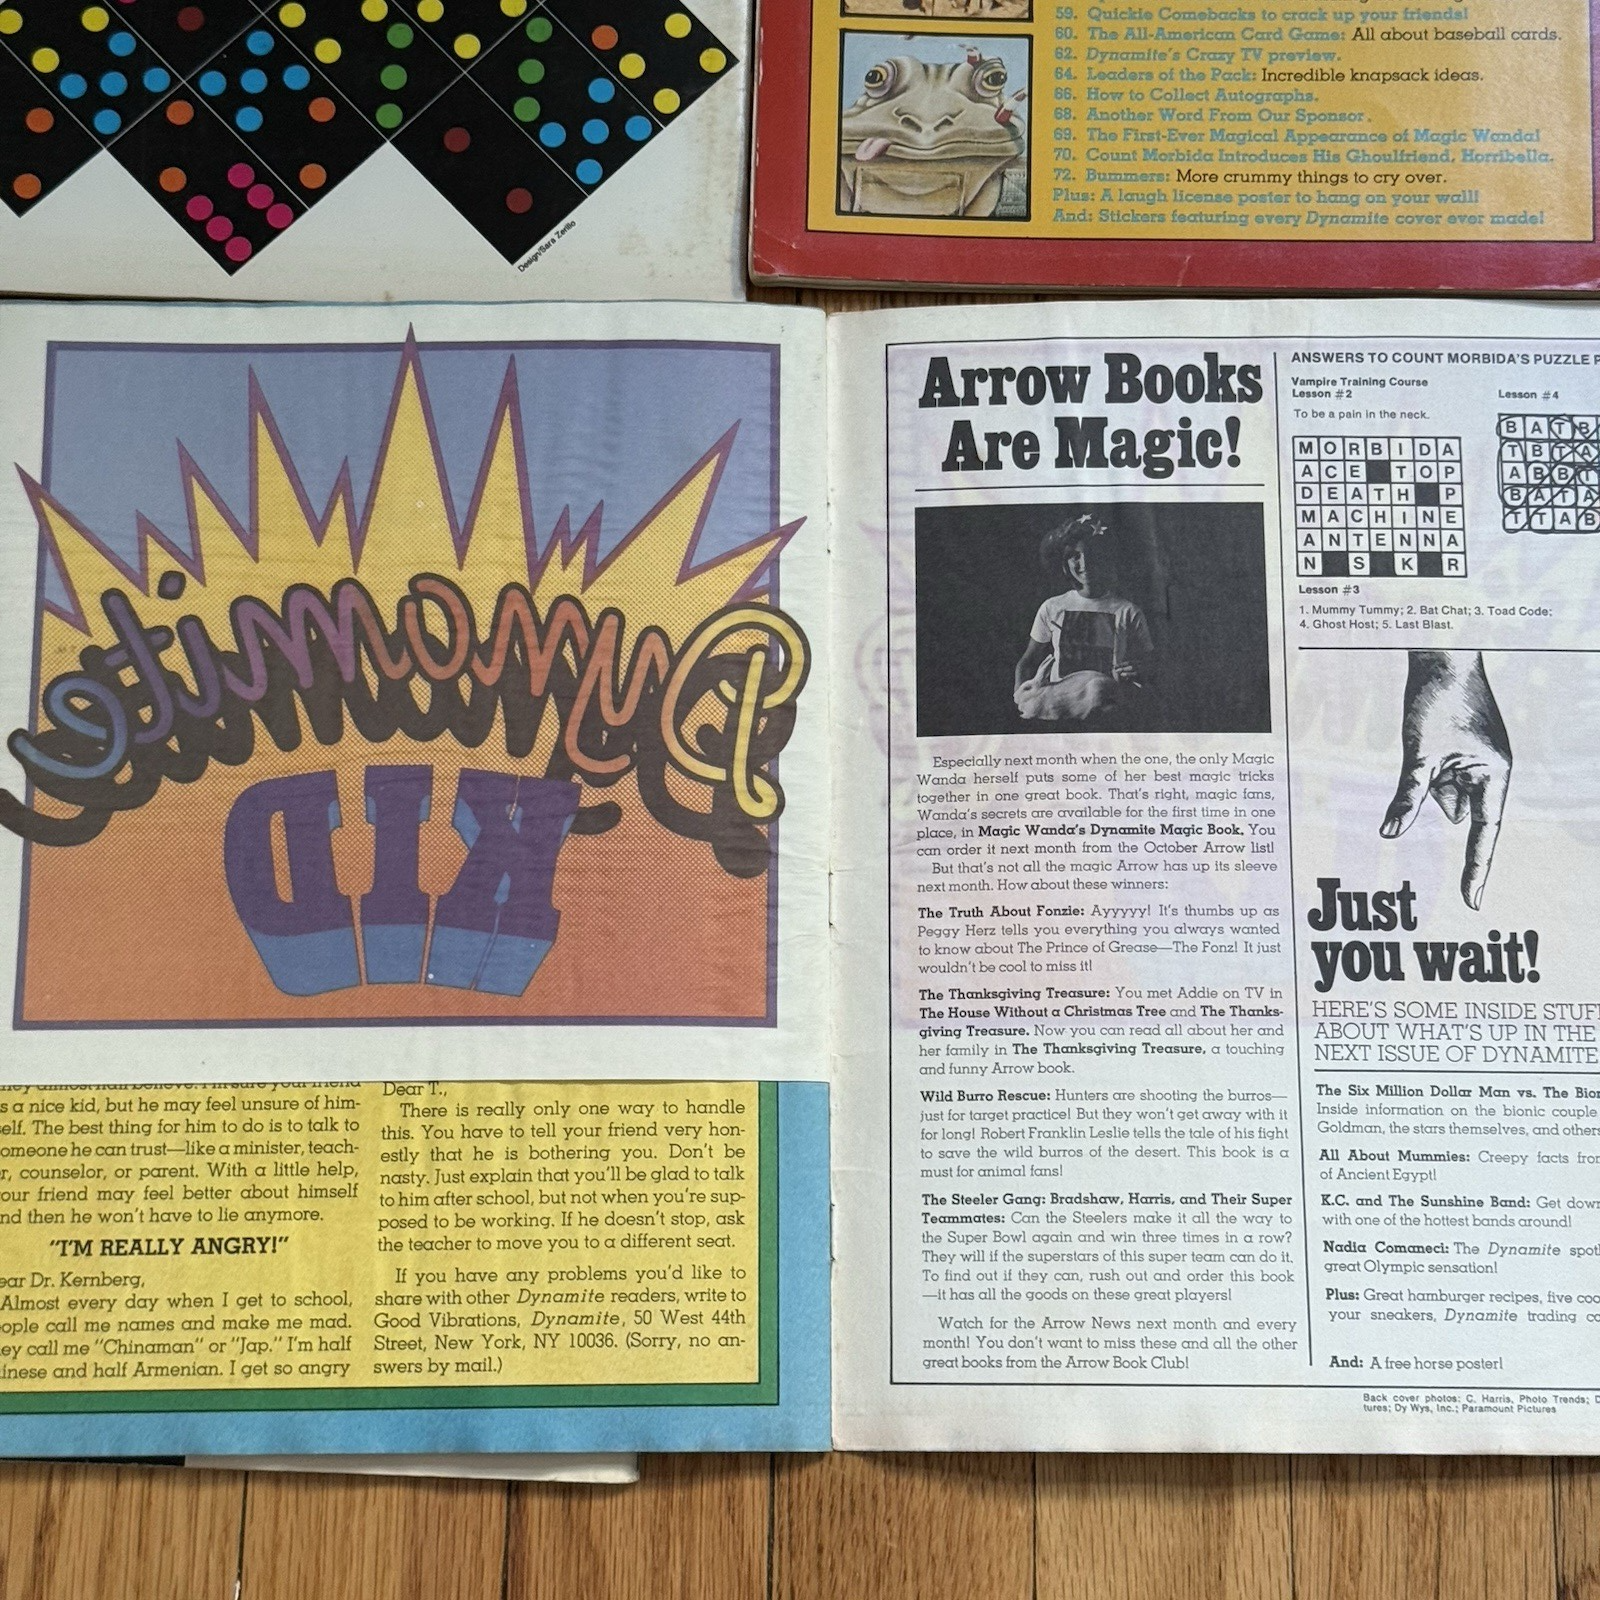 Design/Sara Zerillo
59. Quickie Comebacks to crack up your friends!
60. The All-American Card Game: All about baseball cards.
62. Dynamite's Crazy TV preview.
64. Leaders of the Pack: Incredible knapsack ideas.
66. How to Collect Autographs.
68. Another Word From Our Sponsor.
69. The First-Ever Magical Appearance of Magic Wanda!
70. Count Morbida Introduces His Ghoulfriend, Horribella.
72. Bummers: More crummy things to cry over.
Plus: A laugh license poster to hang on your wall!
And: Stickers featuring every Dynamite cover ever made!
Dynamite
KID
almost half believe. I'm sure your friend
s a nice kid, but he may feel unsure of him-
self. The best thing for him to do is to talk to
someone he can trust—like a minister, teach-
r, counselor, or parent. With a little help,
our friend may feel better about himself
nd then he won't have to lie anymore.
"I'M REALLY ANGRY!"
ear Dr. Kernberg,
Almost every day when I get to school,
ople call me names and make me mad.
ey call me "Chinaman" or "Jap." I'm half
inese and half Armenian. I get so angry
Dear T.,
There is really only one way to handle
this. You have to tell your friend very hon-
estly that he is bothering you. Don't be
nasty. Just explain that you'll be glad to talk
to him after school, but not when you're sup-
posed to be working. If he doesn't stop, ask
the teacher to move you to a different seat.
If you have any problems you'd like to
share with other Dynamite readers, write to
Good Vibrations, Dynamite, 50 West 44th
Street, New York, NY 10036. (Sorry, no an-
swers by mail.)
Arrow Books
Are Magic!
Especially next month when the one, the only Magic
Wanda herself puts some of her best magic tricks
together in one great book. That's right, magic fans,
Wanda's secrets are available for the first time in one
place, in Magic Wanda's Dynamite Magic Book. You
can order it next month from the October Arrow list!
But that's not all the magic Arrow has up its sleeve
next month. How about these winners:
The Truth About Fonzie: Ayyyyy! It's thumbs up as
Peggy Herz tells you everything you always wanted
to know about The Prince of Grease—The Fonz! It just
wouldn't be cool to miss it!
The Thanksgiving Treasure: You met Addie on TV in
The House Without a Christmas Tree and The Thanks-
giving Treasure. Now you can read all about her and
her family in The Thanksgiving Treasure, a touching
and funny Arrow book.
Wild Burro Rescue: Hunters are shooting the burros—
just for target practice! But they won't get away with it
for long! Robert Franklin Leslie tells the tale of his fight
to save the wild burros of the desert. This book is a
must for animal fans!
The Steeler Gang: Bradshaw, Harris, and Their Super
Teammates: Can the Steelers make it all the way to
the Super Bowl again and win three times in a row?
They will if the superstars of this super team can do it.
To find out if they can, rush out and order this book
—it has all the goods on these great players!
Watch for the Arrow News next month and every
month! You don't want to miss these and all the other
great books from the Arrow Book Club!
ANSWERS TO COUNT MORBIDA'S PUZZLE P
Vampire Training Course
Lesson #2
To be a pain in the neck.
MORBIDA
ACE TOP
DEATH P
MACHINE
ANTENNA
N S K R
Lesson #4
BATB
TBTA
ABBT
BATA
TTAB
Lesson #3
1. Mummy Tummy; 2. Bat Chat; 3. Toad Code;
4. Ghost Host; 5. Last Blast.
Just
you wait!
HERE'S SOME INSIDE STUFF
ABOUT WHAT'S UP IN THE
NEXT ISSUE OF DYNAMITE
The Six Million Dollar Man vs. The Bion
Inside information on the bionic couple
Goldman, the stars themselves, and others
All About Mummies: Creepy facts from
of Ancient Egypt!
K.C. and The Sunshine Band: Get down
with one of the hottest bands around!
Nadia Comaneci: The Dynamite spot
great Olympic sensation!
Plus: Great hamburger recipes, five coo
your sneakers, Dynamite trading ca
And: A free horse poster!
Back cover photos: C. Harris, Photo Trends; D
tures; Dy Wys, Inc.; Paramount Pictures